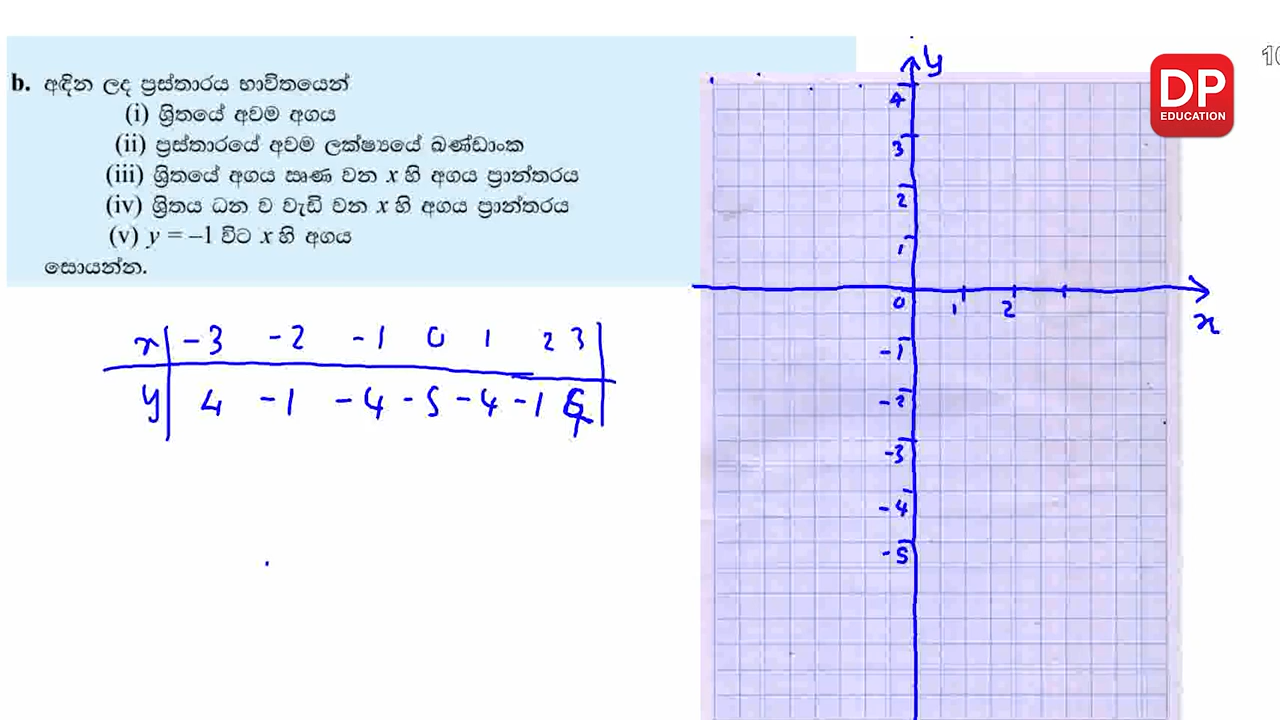 b. අඳින ලද ප්‍රස්තාරය භාවිතයෙන්
(i) ශ්‍රිතයේ අවම අගය
(ii) ප්‍රස්තාරයේ අවම ලක්ෂ්‍යයේ ඛණ්ඩාංක
(iii) ශ්‍රිතයේ අගය ඍණ වන x හි අගය ප්‍රාන්තරය
(iv) ශ්‍රිතය ධන ව වැඩි වන x හි අගය ප්‍රාන්තරය
(v) y = –1 විට x හි අගය
සොයන්න.
x -3 -2 -1 0 1 2 3
y 4 -1 -4 -5 -4 -1
y
4
3
2
1
0 1 2
x
-1
-2
-3
-4
-5
DP
EDUCATION